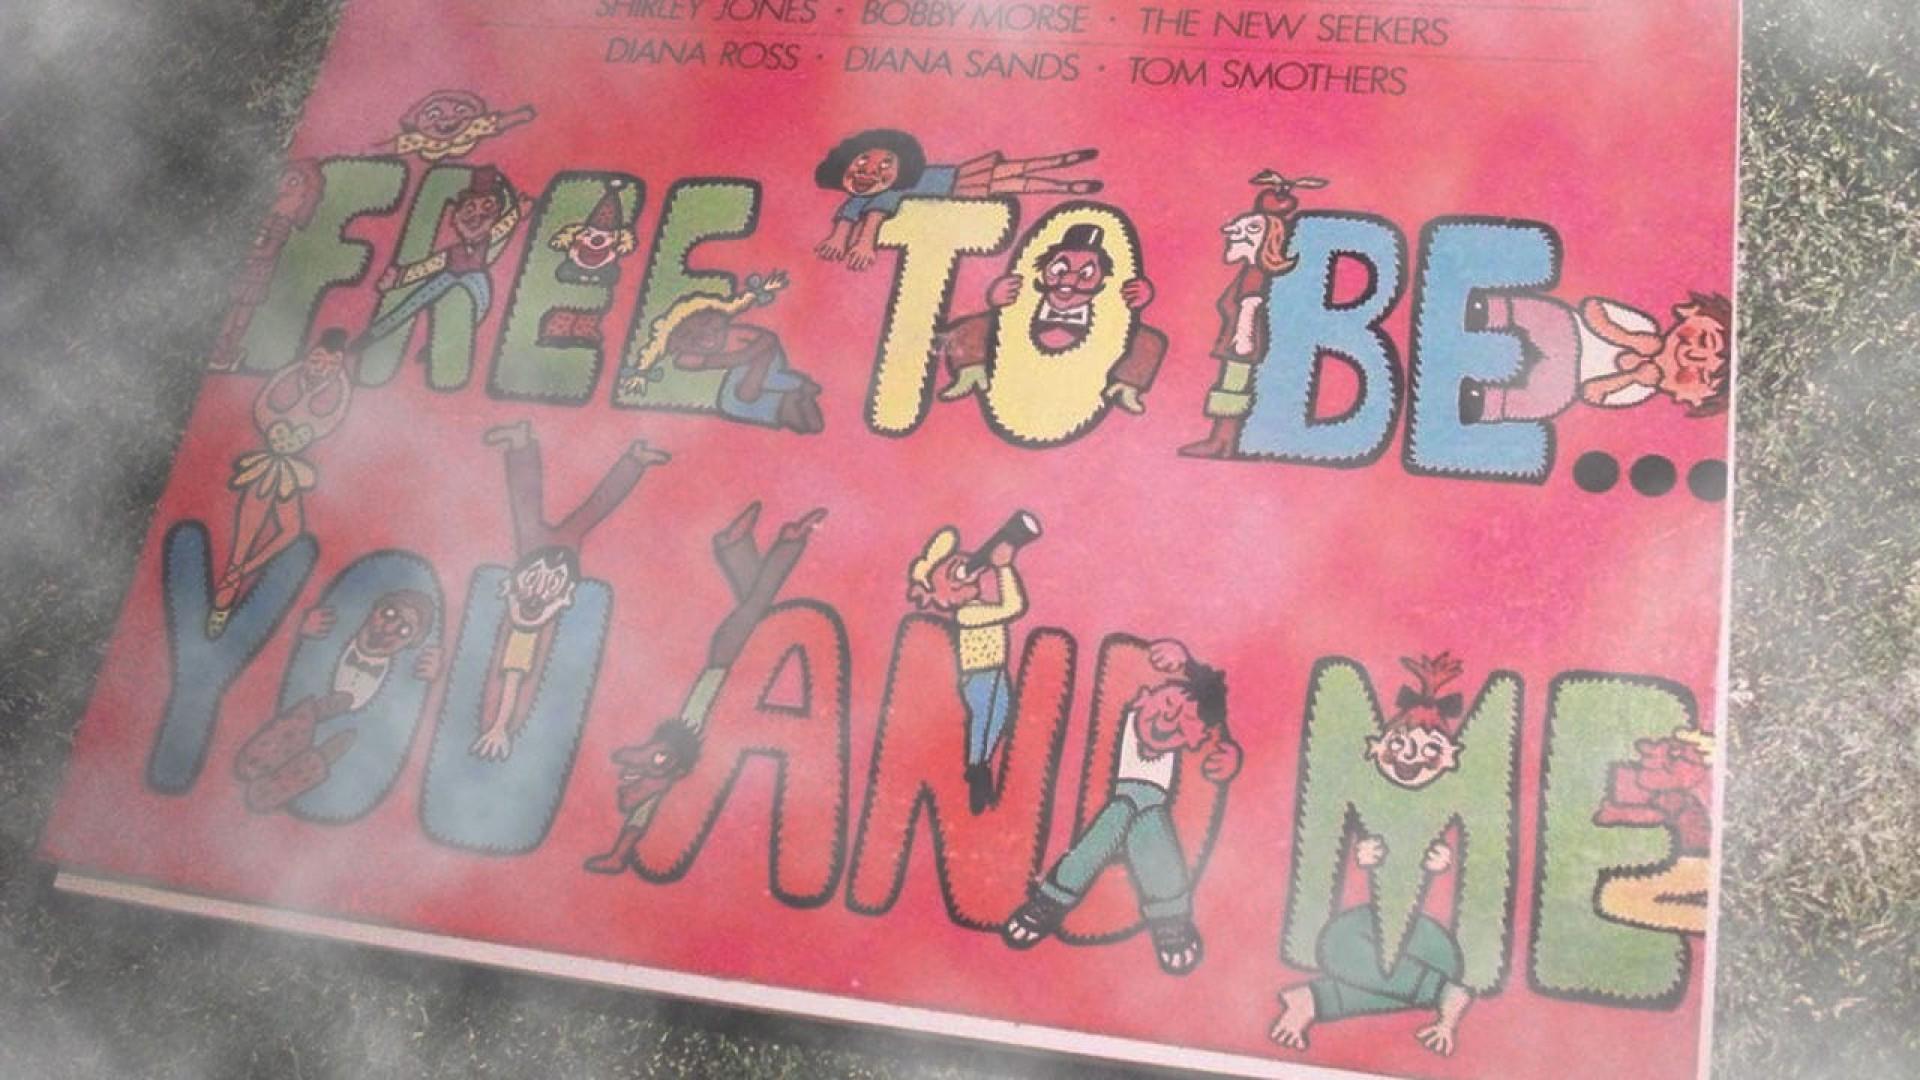 SHIRLEY JONES · BOBBY MORSE · THE NEW SEEKERS
DIANA ROSS · DIANA SANDS · TOM SMOTHERS
FREE TO BE...
YOU AND ME